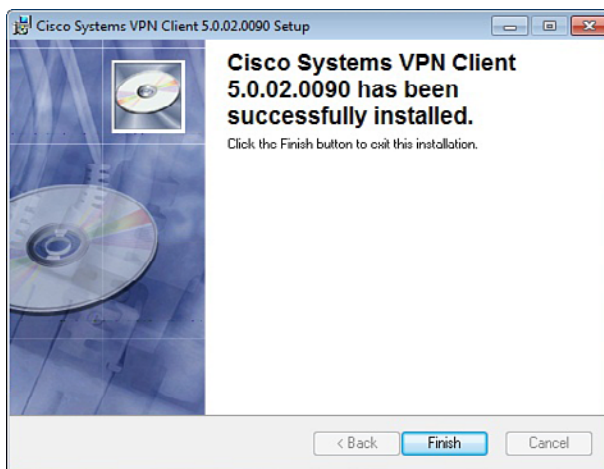 Cisco Systems VPN Client 5.0.02.0090 Setup
Cisco Systems VPN Client
5.0.02.0090 has been
successfully installed.
Click the Finish button to exit this installation.
< Back Finish Cancel